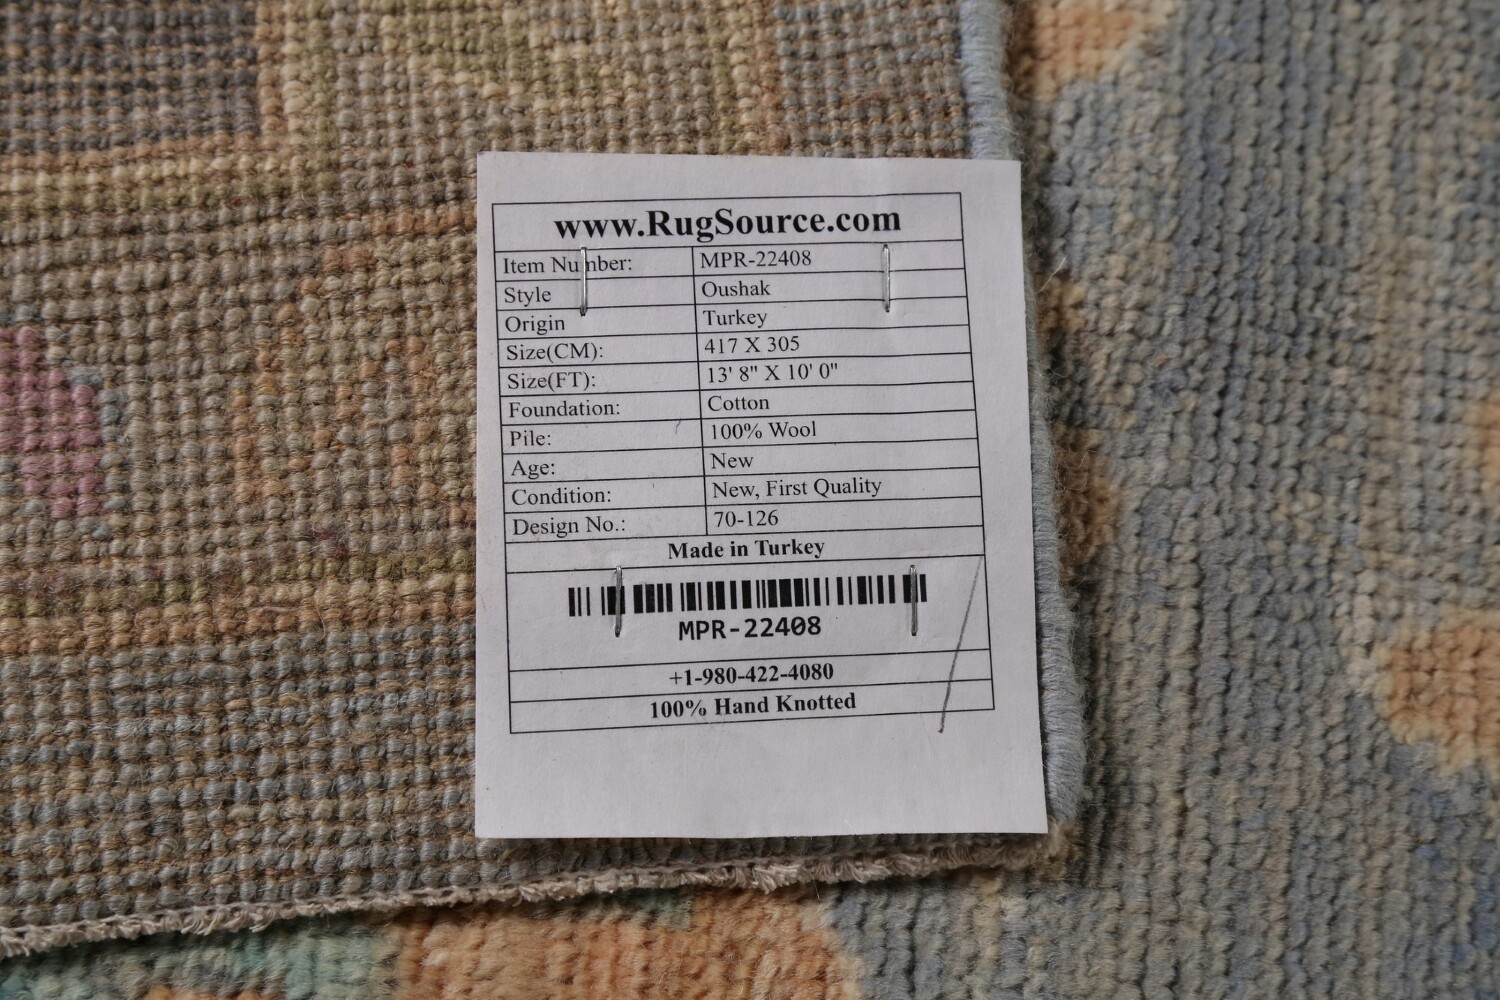 www.RugSource.com
Item Number: MPR-22408
Style Oushak
Origin Turkey
Size(CM): 417 X 305
Size(FT): 13' 8" X 10' 0"
Foundation: Cotton
Pile: 100% Wool
Age: New
Condition: New, First Quality
Design No.: 70-126
Made in Turkey
MPR-22408
+1-980-422-4080
100% Hand Knotted